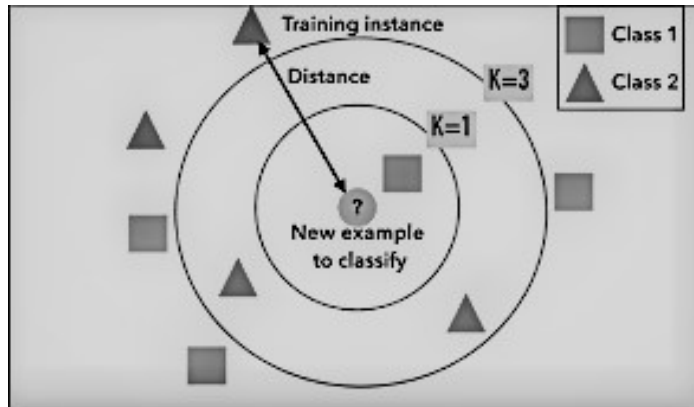 Training instance
Class 1
Distance
K=3
Class 2
K=1
?
New example
to classify